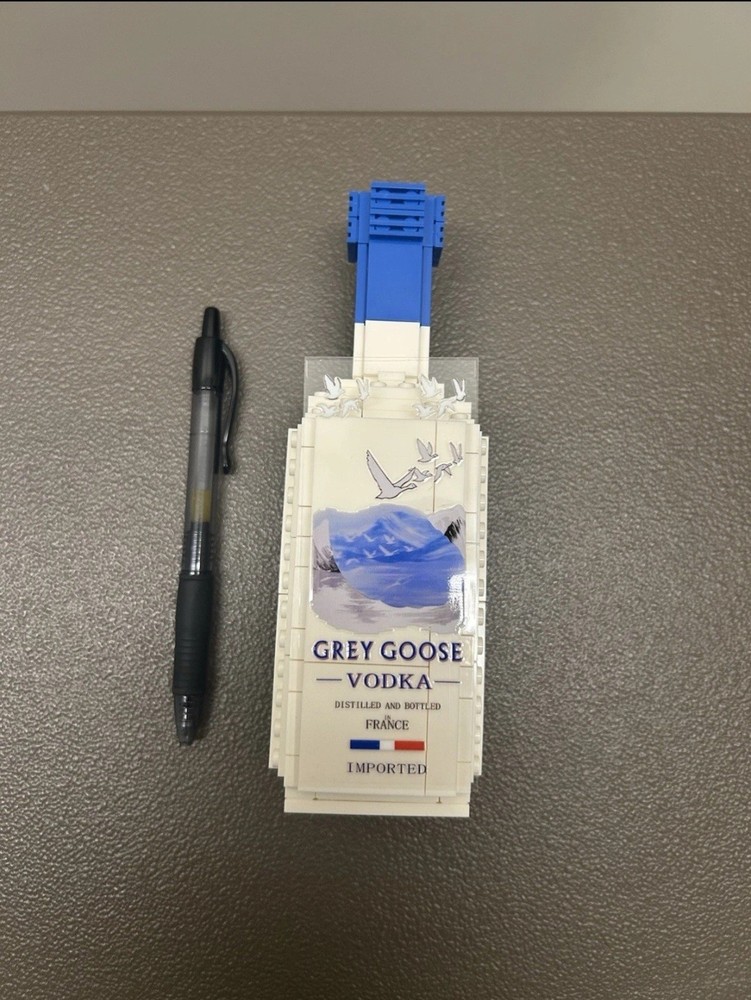 GREY GOOSE
VODKA
DISTILLED AND BOTTLED
IN
FRANCE
IMPORTED